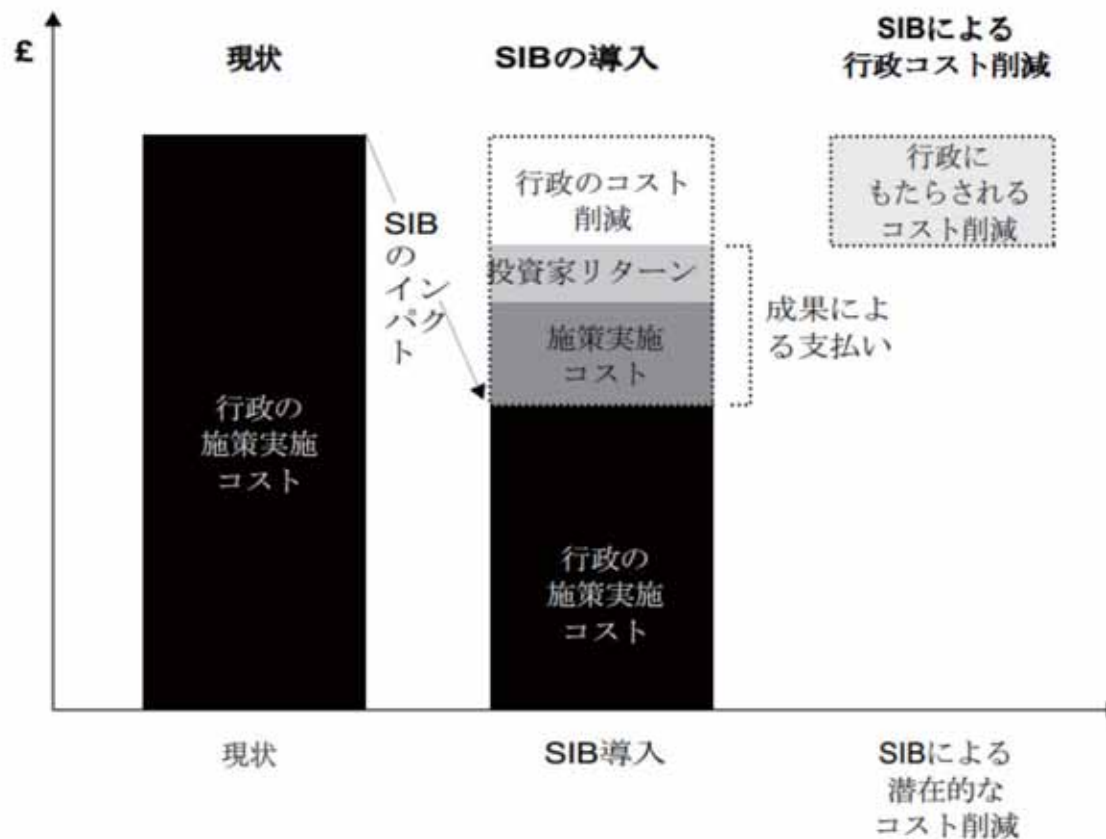 £
現状
SIBの導入
SIBによる
行政コスト削減
行政の
施策実施
コスト
SIB
の
イン
パク
ト
行政のコスト
削減
投資家リターン
施策実施
コスト
行政の
施策実施
コスト
成果によ
る支払い
行政に
もたらされる
コスト削減
現状
SIB導入
SIBによる
潜在的な
コスト削減